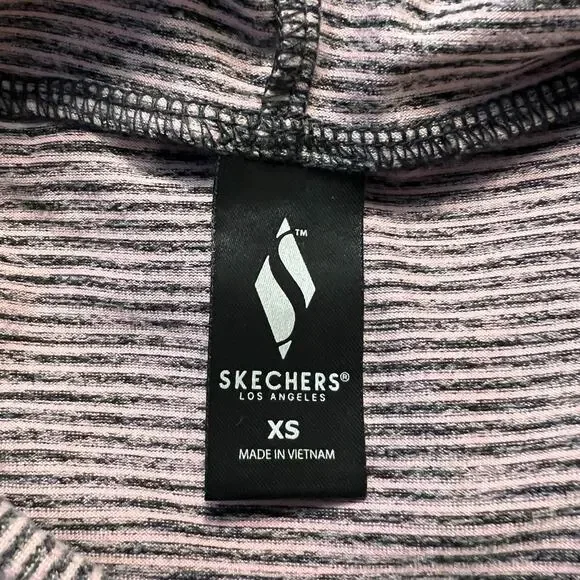 ™
SKECHERS®
LOS ANGELES
XS
MADE IN VIETNAM